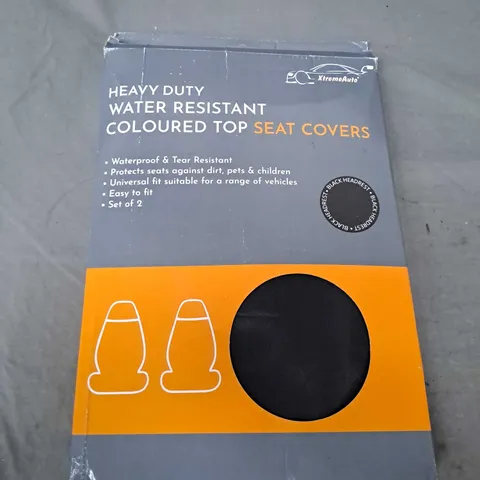 XtremeAuto
HEAVY DUTY
WATER RESISTANT
COLOURED TOP SEAT COVERS
• Waterproof & Tear Resistant
• Protects seats against dirt, pets & children
• Universal fit suitable for a range of vehicles
• Easy to fit
• Set of 2
BLACK HEADREST • BLACK HEADREST • BLACK HEADREST •